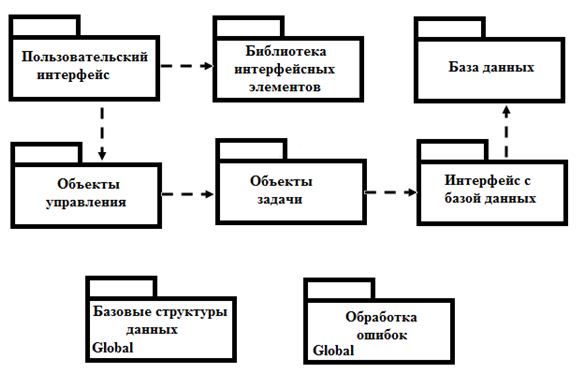 Пользовательский
интерфейс
Библиотека
интерфейсных
элементов
База данных
Объекты
управления
Объекты
задачи
Интерфейс с
базой данных
Базовые структуры
данных
Global
Обработка
ошибок
Global